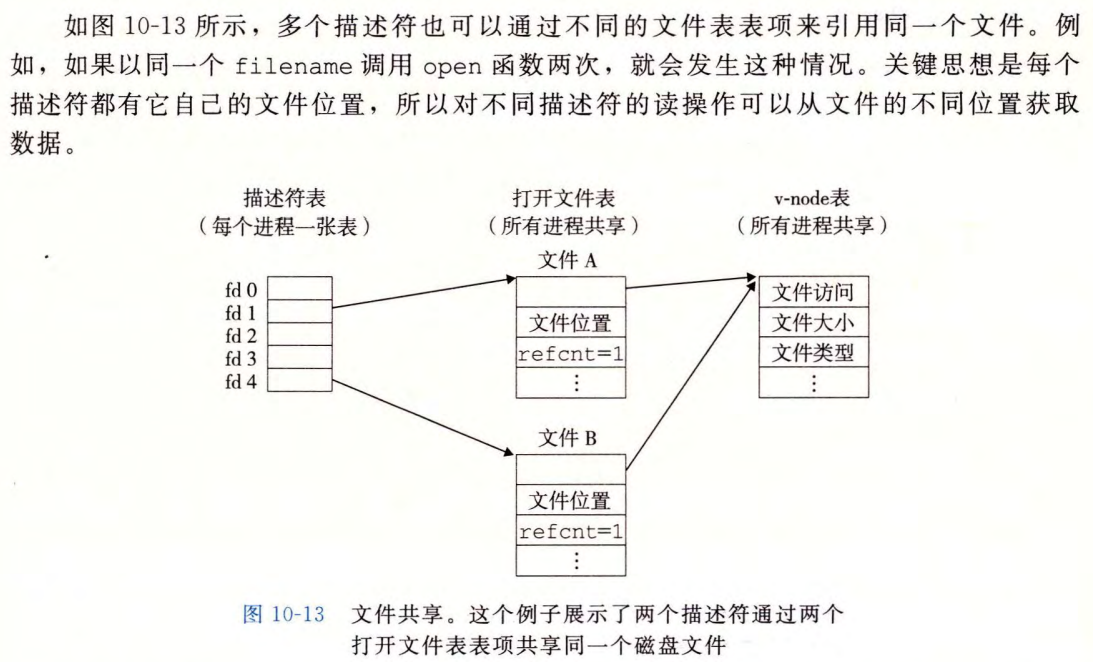 如图 10-13 所示，多个描述符也可以通过不同的文件表表项来引用同一个文件。例
如，如果以同一个 filename 调用 open 函数两次，就会发生这种情况。关键思想是每个
描述符都有它自己的文件位置，所以对不同描述符的读操作可以从文件的不同位置获取
数据。
描述符表
（每个进程一张表）
打开文件表
（所有进程共享）
v-node表
（所有进程共享）
fd 0
fd 1
fd 2
fd 3
fd 4
文件 A
文件位置
refcnt=1
⋮
文件 B
文件位置
refcnt=1
⋮
文件访问
文件大小
文件类型
⋮
图 10-13 文件共享。这个例子展示了两个描述符通过两个
打开文件表表项共享同一个磁盘文件